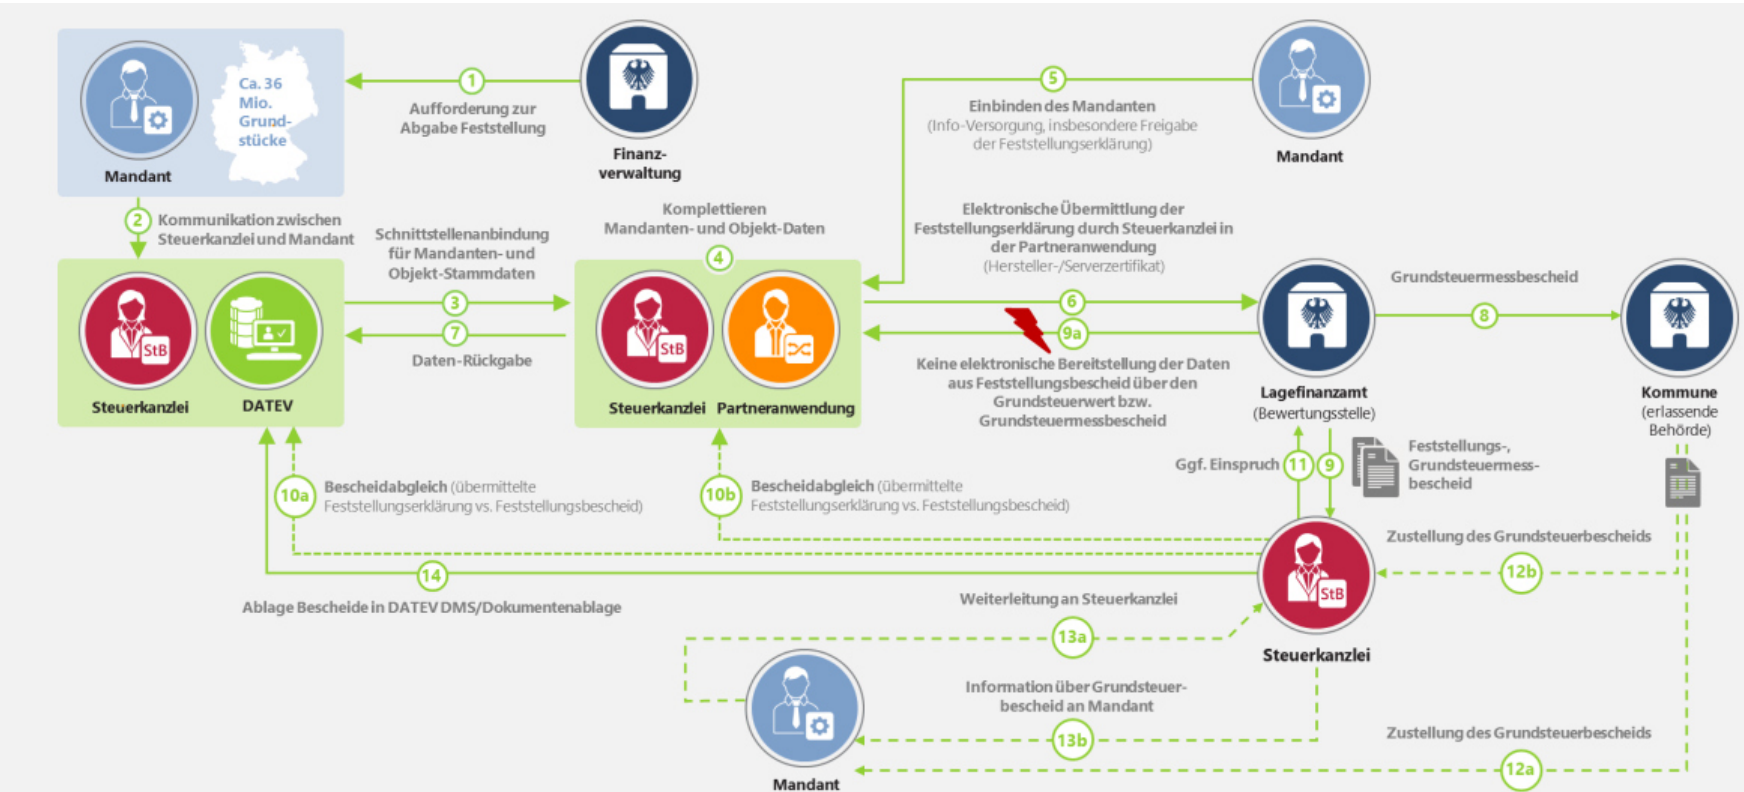 Ca. 36
Mio.
Grund-
stücke
Mandant
1
Aufforderung zur
Abgabe Feststellung
Finanz-
verwaltung
5
Einbinden des Mandanten
(Info-Versorgung, insbesondere Freigabe
der Feststellungserklärung)
Mandant
2
Kommunikation zwischen
Steuerkanzlei und Mandant
Schnittstellenanbindung
für Mandanten- und
Objekt-Stammdaten
3
7
Daten-Rückgabe
Komplettieren
Mandanten- und Objekt-Daten
4
Elektronische Übermittlung der
Feststellungserklärung durch Steuerkanzlei in
der Partneranwendung
(Hersteller-/Serverzertifikat)
6
9a
Keine elektronische Bereitstellung der Daten
aus Feststellungsbescheid über den
Grundsteuerwert bzw.
Grundsteuermessbescheid
StB
Steuerkanzlei
DATEV
StB
Steuerkanzlei
Partneranwendung
Lagefinanzamt
(Bewertungsstelle)
Grundsteuermessbescheid
8
Kommune
(erlassende
Behörde)
Ggf. Einspruch
11
9
Feststellungs-,
Grundsteuermess-
bescheid
10a
Bescheidabgleich (übermittelte
Feststellungserklärung vs. Feststellungsbescheid)
10b
Bescheidabgleich (übermittelte
Feststellungserklärung vs. Feststellungsbescheid)
14
Ablage Bescheide in DATEV DMS/Dokumentenablage
StB
Steuerkanzlei
Zustellung des Grundsteuerbescheids
12b
Weiterleitung an Steuerkanzlei
13a
Information über Grundsteuer-
bescheid an Mandant
13b
Zustellung des Grundsteuerbescheids
12a
Mandant